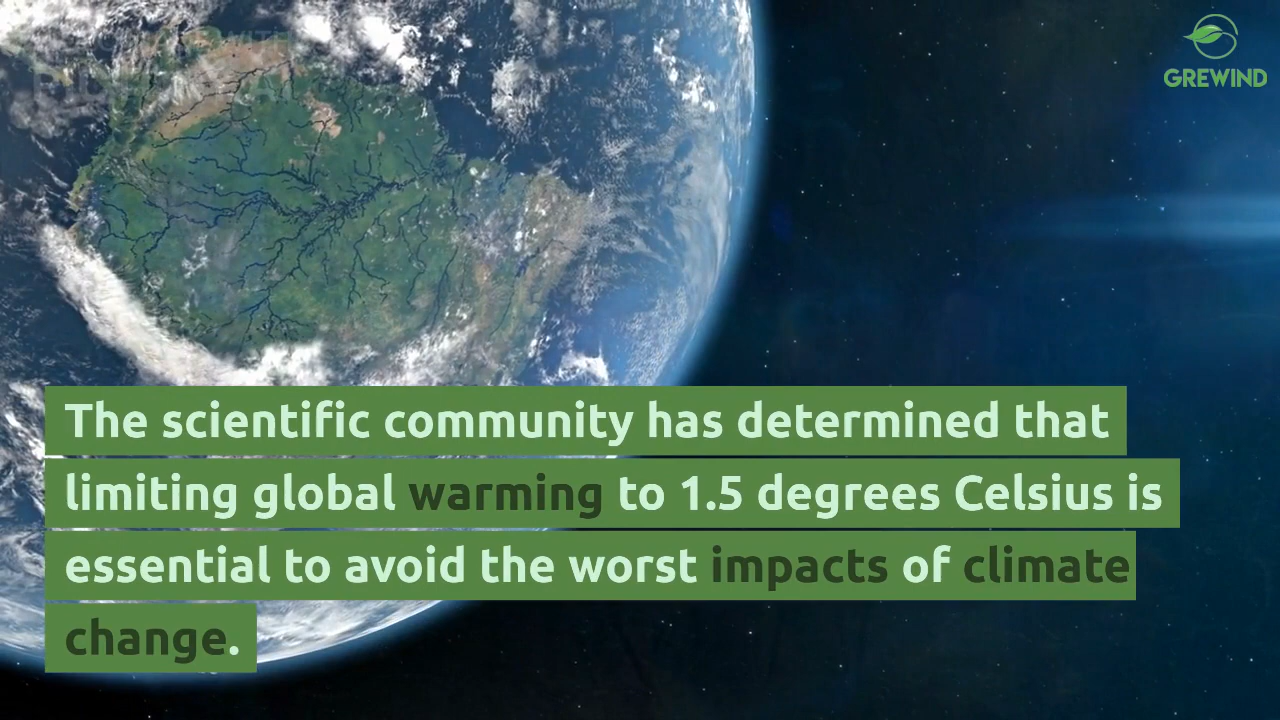 GREWIND
The scientific community has determined that
limiting global warming to 1.5 degrees Celsius is
essential to avoid the worst impacts of climate
change.